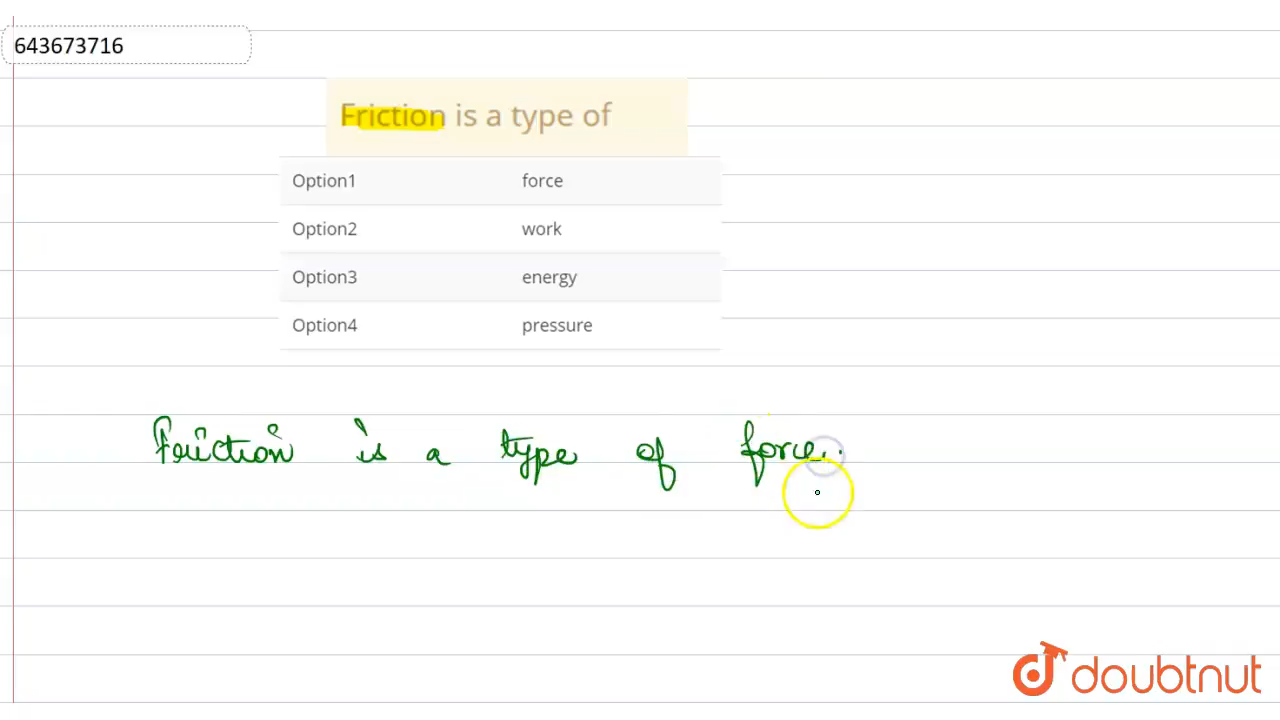 643673716
Friction is a type of
Option1 force
Option2 work
Option3 energy
Option4 pressure
Friction is a type of force.
doubtnut